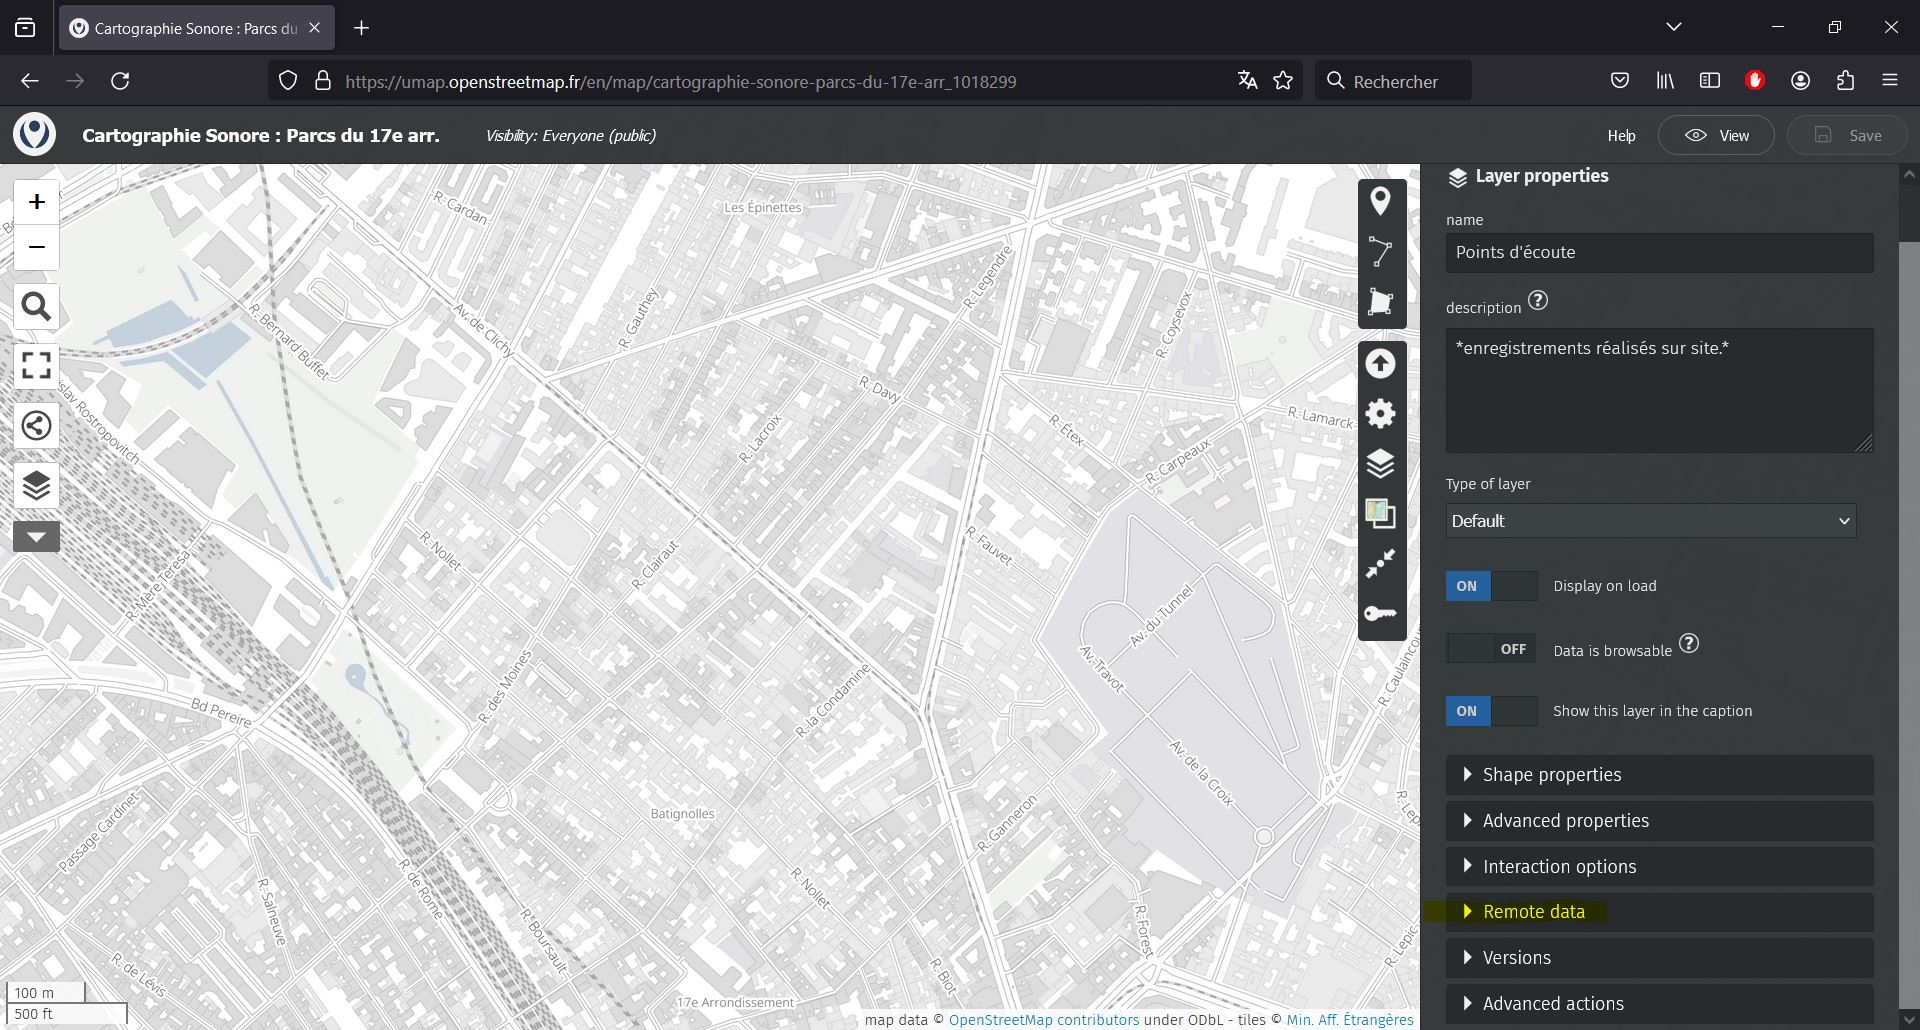 Cartographie Sonore : Parcs du
https://umap.openstreetmap.fr/en/map/cartographie-sonore-parcs-du-17e-arr_1018299
Rechercher
Cartographie Sonore : Parcs du 17e arr.
Visibility: Everyone (public)
Help
View
Save
Layer properties
name
Points d'écoute
description
*enregistrements réalisés sur site.*
Type of layer
Default
ON
Display on load
OFF
Data is browsable
ON
Show this layer in the caption
Shape properties
Advanced properties
Interaction options
Remote data
Versions
Advanced actions
R. Cardan
Les Épinettes
R. Legendre
R. Gauthey
R. Coysevox
Av. de Clichy
R. Bernard Buffet
R. Davy
R. Lamarck
R. Étex
R. Lacroix
R. Carpeaux
Rostropovitch
R. Nollet
R. Clairaut
R. Fauvet
R. Mère Teresa
Av. du Tunnel
Av. Travot
R. Caulaincou
R. des Moines
R. la Condamine
Bd Pereire
Av. de la Croix
Passage Cardinet
Batignolles
R. Ganneron
R. Lep
R. de Rome
R. Nollet
R. Salneuve
R. Boursault
R. Forest
R. Lepic
R. de Lévis
R. Biot
17e Arrondissement
100 m
500 ft
map data © OpenStreetMap contributors under ODbL - tiles © Min. Aff. Étrangères